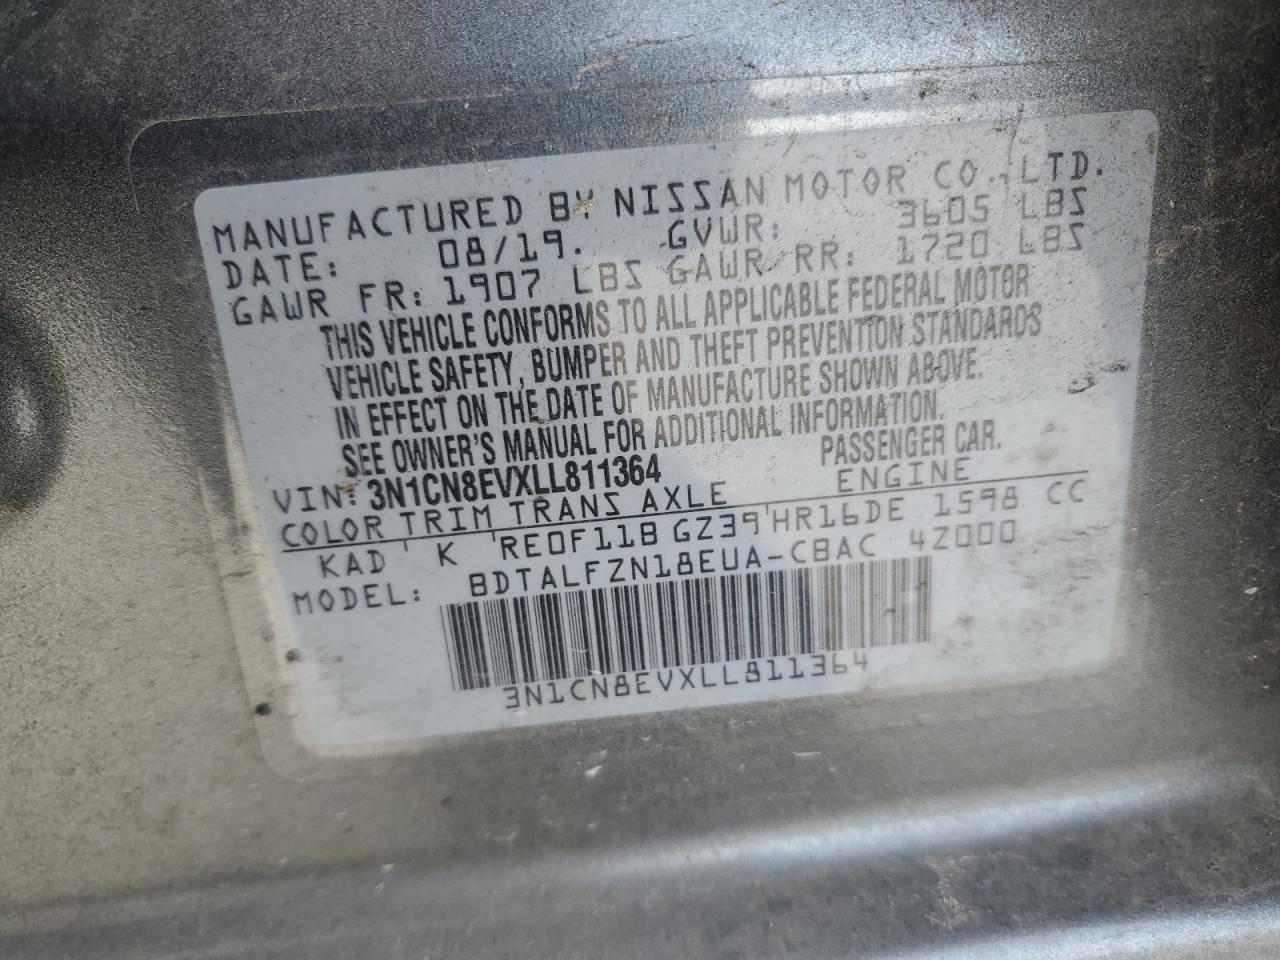 MANUFACTURED BY NISSAN MOTOR CO., LTD.
DATE: 08/19. GVWR: 3605 LBS
GAWR FR: 1907 LBS GAWR RR: 1720 LBS
THIS VEHICLE CONFORMS TO ALL APPLICABLE FEDERAL MOTOR
VEHICLE SAFETY, BUMPER AND THEFT PREVENTION STANDARDS
IN EFFECT ON THE DATE OF MANUFACTURE SHOWN ABOVE.
SEE OWNER'S MANUAL FOR ADDITIONAL INFORMATION.
VIN: 3N1CN8EVXLL811364 PASSENGER CAR.
COLOR TRIM TRANS AXLE ENGINE
KAD K RE0F11B GZ39 HR16DE 1598 CC
MODEL: BDTALFZN18EUA-CBAC 4Z000
3N1CN8EVXLL811364